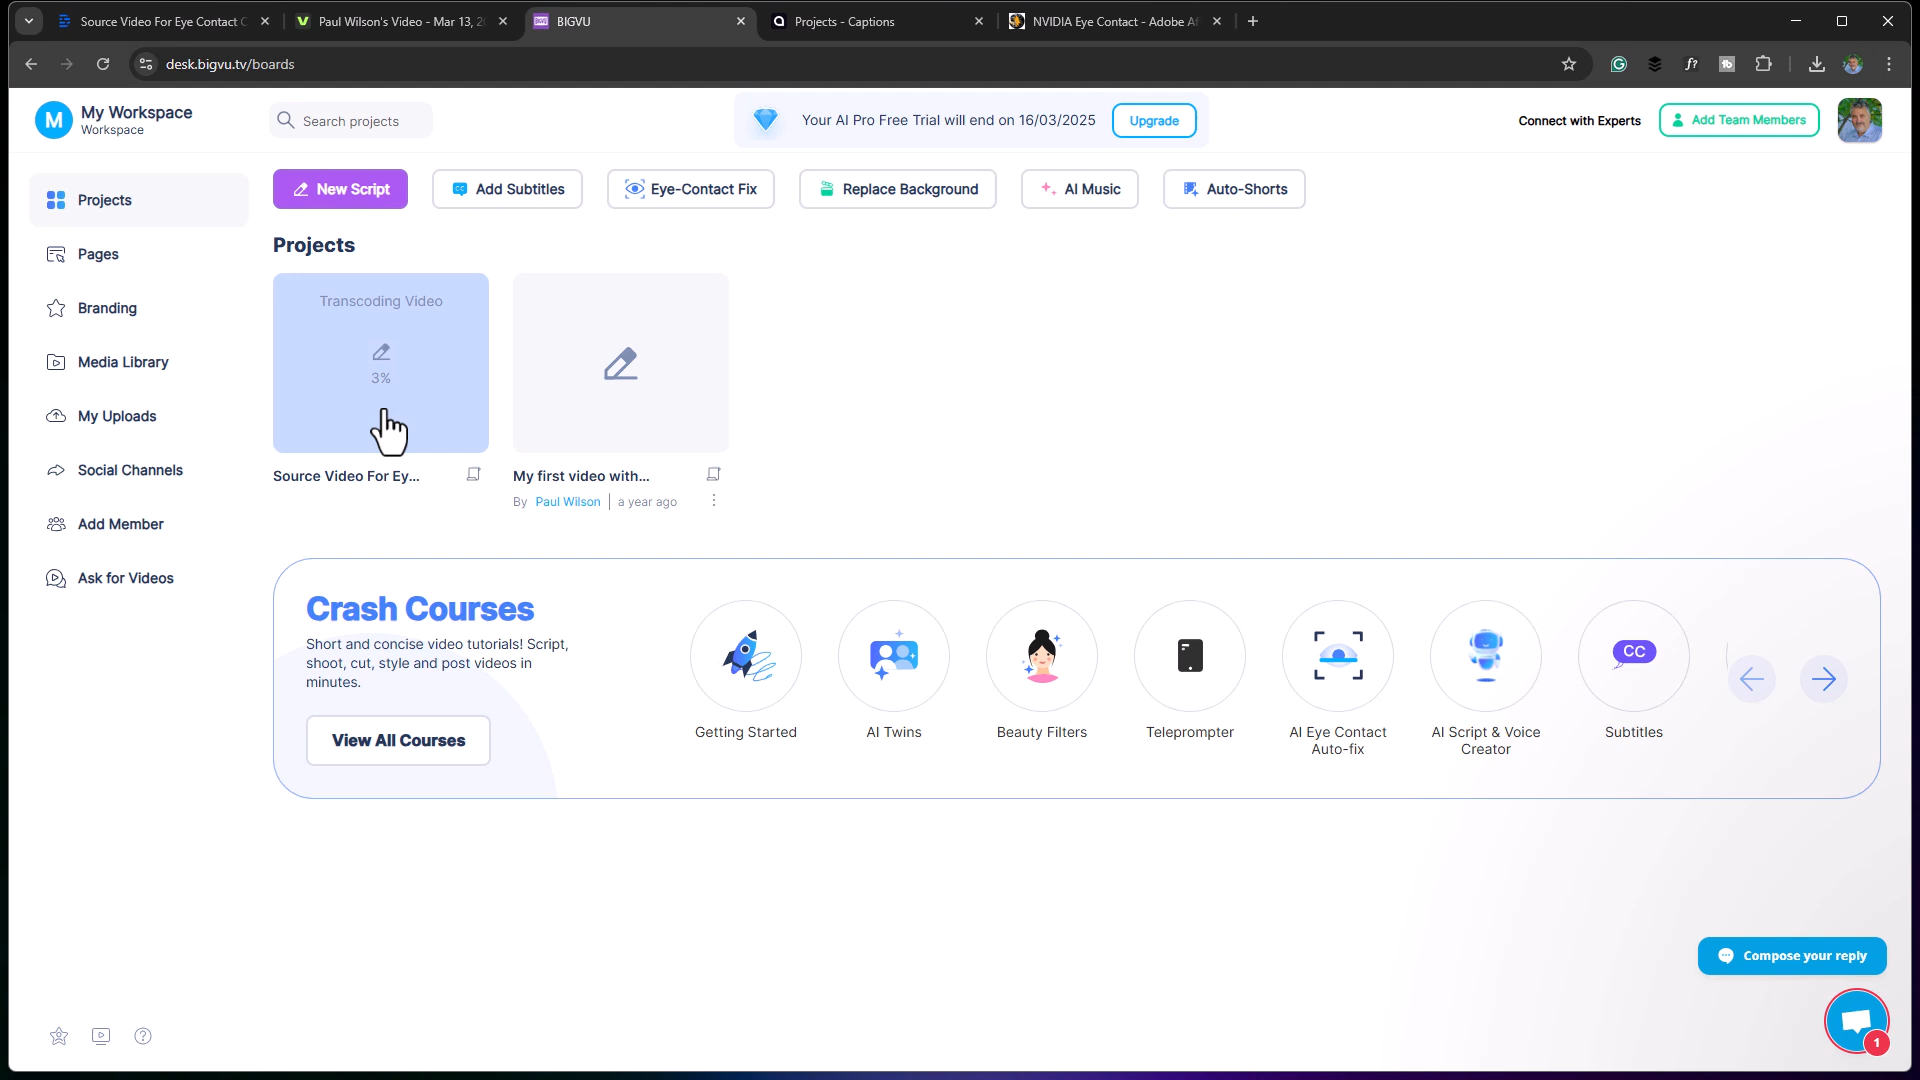 Source Video For Eye Contact C
Paul Wilson's Video - Mar 13, 2
BIGVU
Projects - Captions
NVIDIA Eye Contact - Adobe Af
desk.bigvu.tv/boards
M
My Workspace
Workspace
Search projects
Your AI Pro Free Trial will end on 16/03/2025
Upgrade
Connect with Experts
Add Team Members
Projects
Pages
Branding
Media Library
My Uploads
Social Channels
Add Member
Ask for Videos
New Script
Add Subtitles
Eye-Contact Fix
Replace Background
AI Music
Auto-Shorts
Projects
Transcoding Video
3%
Source Video For Ey...
My first video with...
By Paul Wilson | a year ago
Crash Courses
Short and concise video tutorials! Script,
shoot, cut, style and post videos in
minutes.
View All Courses
Getting Started
AI Twins
Beauty Filters
Teleprompter
AI Eye Contact
Auto-fix
AI Script & Voice
Creator
CC
Subtitles
Compose your reply
1